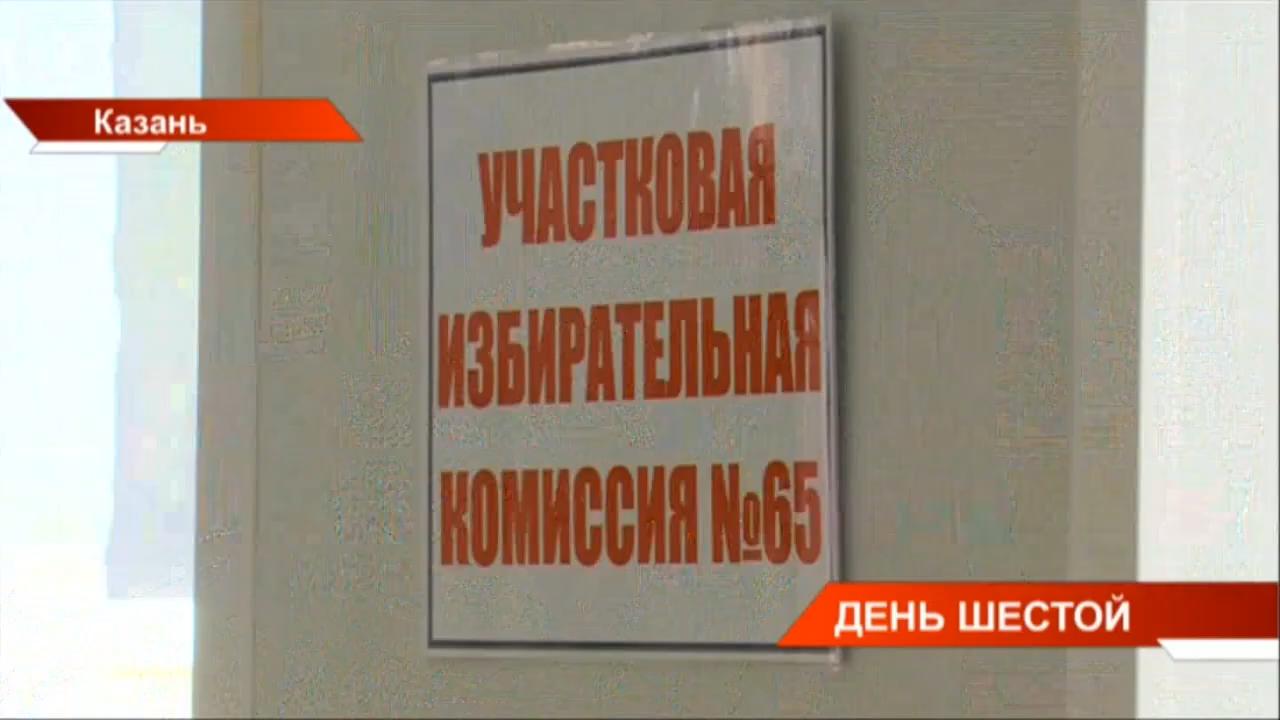 Казань
УЧАСТКОВАЯ
ИЗБИРАТЕЛЬНАЯ
КОМИССИЯ №65
ДЕНЬ ШЕСТОЙ